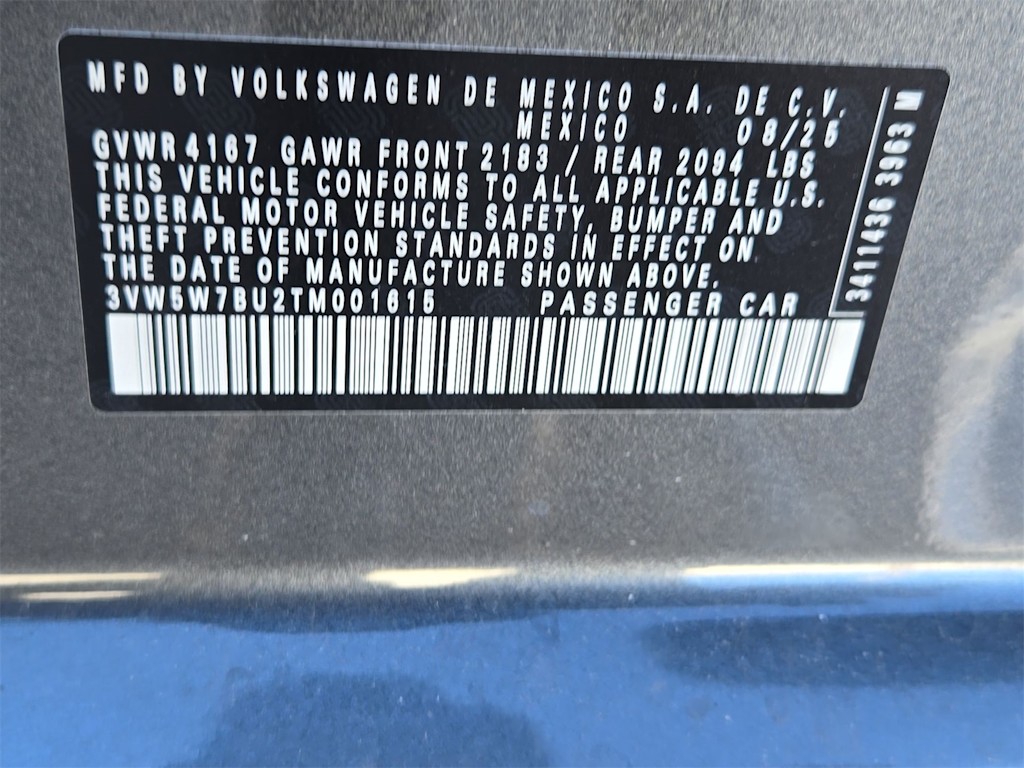 MFD BY VOLKSWAGEN DE MEXICO S.A. DE C.V.
MEXICO 08/25
GVWR 4167 GAWR FRONT 2183 / REAR 2094 LBS
THIS VEHICLE CONFORMS TO ALL APPLICABLE U.S.
FEDERAL MOTOR VEHICLE SAFETY, BUMPER AND
THEFT PREVENTION STANDARDS IN EFFECT ON
THE DATE OF MANUFACTURE SHOWN ABOVE.
3VW5W7BU2TM001615 PASSENGER CAR
3411436 3963 M